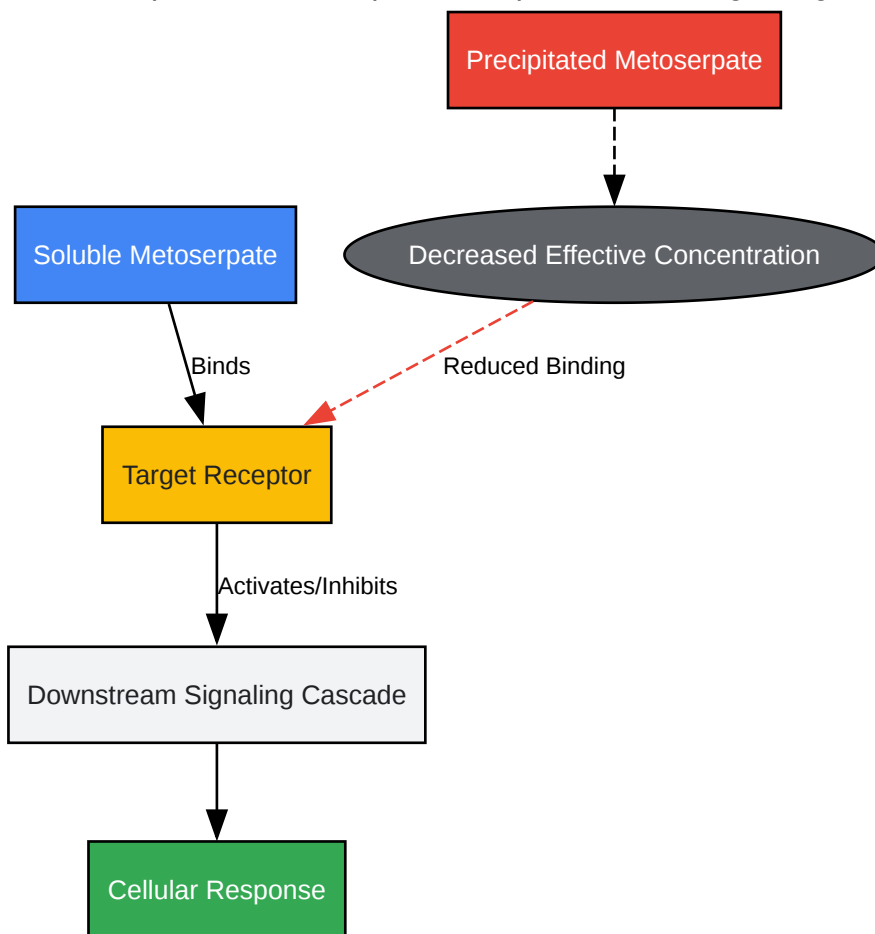 Precipitated Metoserpate
Soluble Metoserpate
Decreased Effective Concentration
Binds
Reduced Binding
Target Receptor
Activates/Inhibits
Downstream Signaling Cascade
Cellular Response